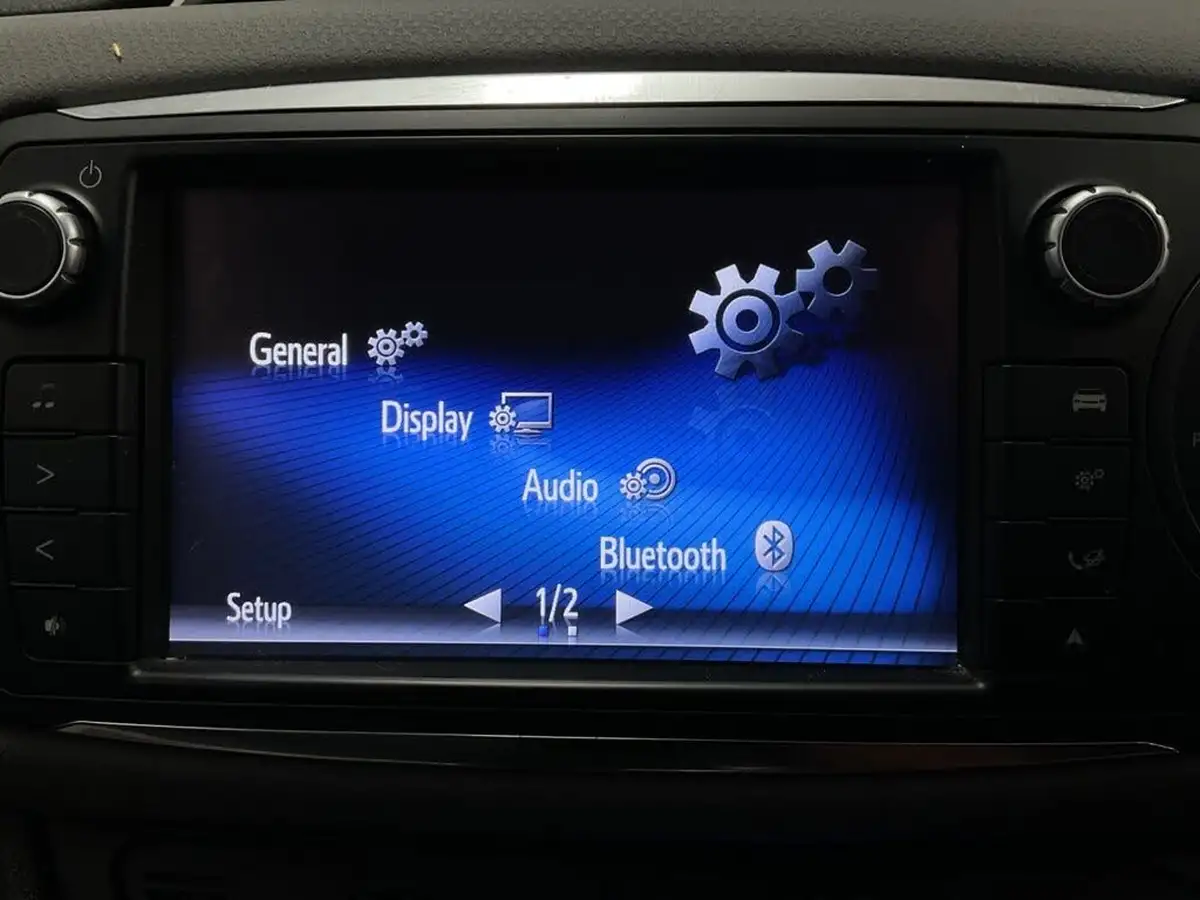 General
Display
Audio
Bluetooth
Setup 1/2